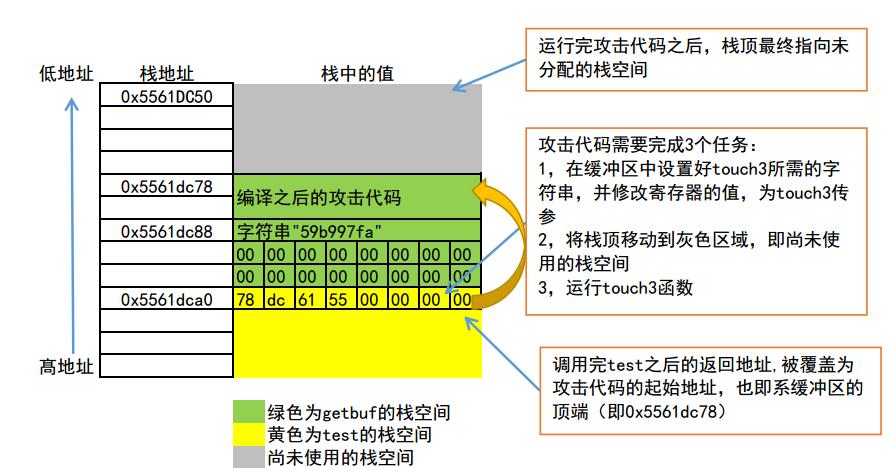 运行完攻击代码之后，栈顶最终指向未
分配的栈空间
低地址 栈地址 栈中的值
0x5561DC50
攻击代码需要完成3个任务：
1，在缓冲区中设置好touch3所需的字
符串，并修改寄存器的值，为touch3传
参
2，将栈顶移动到灰色区域，即尚未使
用的栈空间
3，运行touch3函数
0x5561dc78 编译之后的攻击代码
0x5561dc88 字符串"59b997fa"
00 00 00 00 00 00 00 00
00 00 00 00 00 00 00 00
0x5561dca0 78 dc 61 55 00 00 00 00
高地址
调用完test之后的返回地址,被覆盖为
攻击代码的起始地址，也即系缓冲区的
顶端（即0x5561dc78）
绿色为getbuf的栈空间
黄色为test的栈空间
尚未使用的栈空间